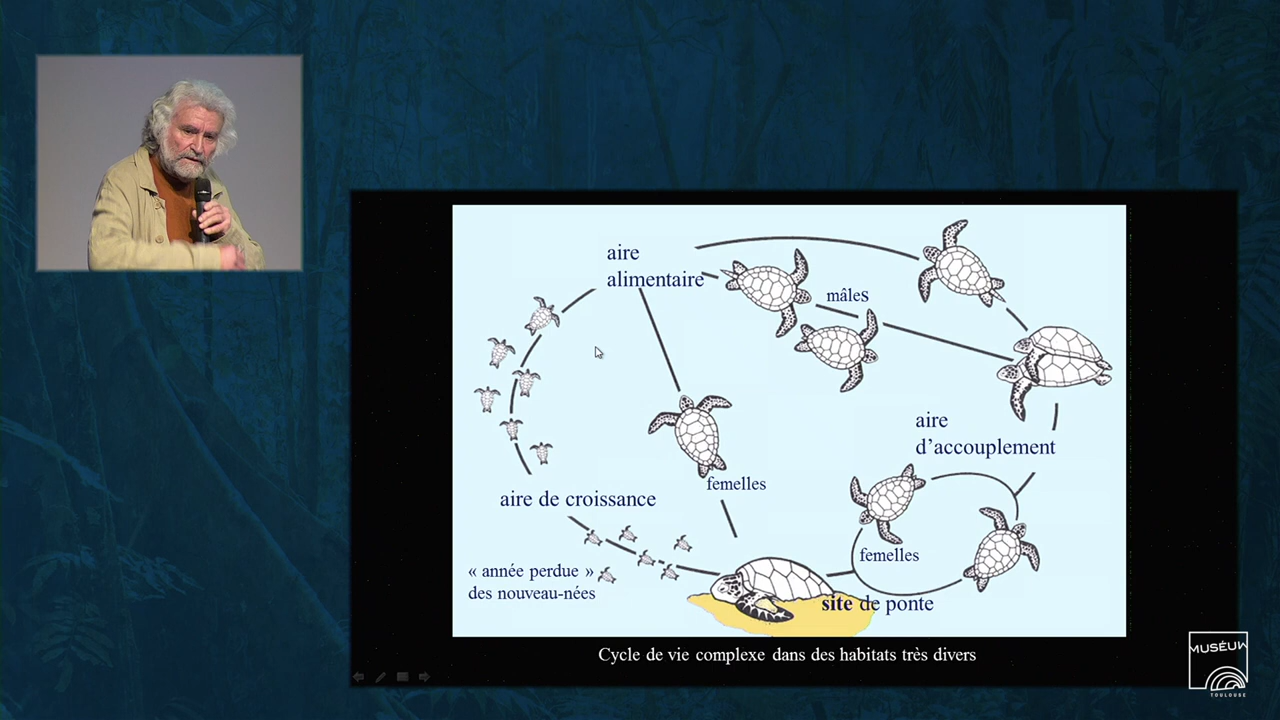 aire
alimentaire
mâles
aire
d’accouplement
femelles
aire de croissance
femelles
« année perdue »
des nouveau-nées
site de ponte
Cycle de vie complexe dans des habitats très divers
MUSÉUM
TOULOUSE